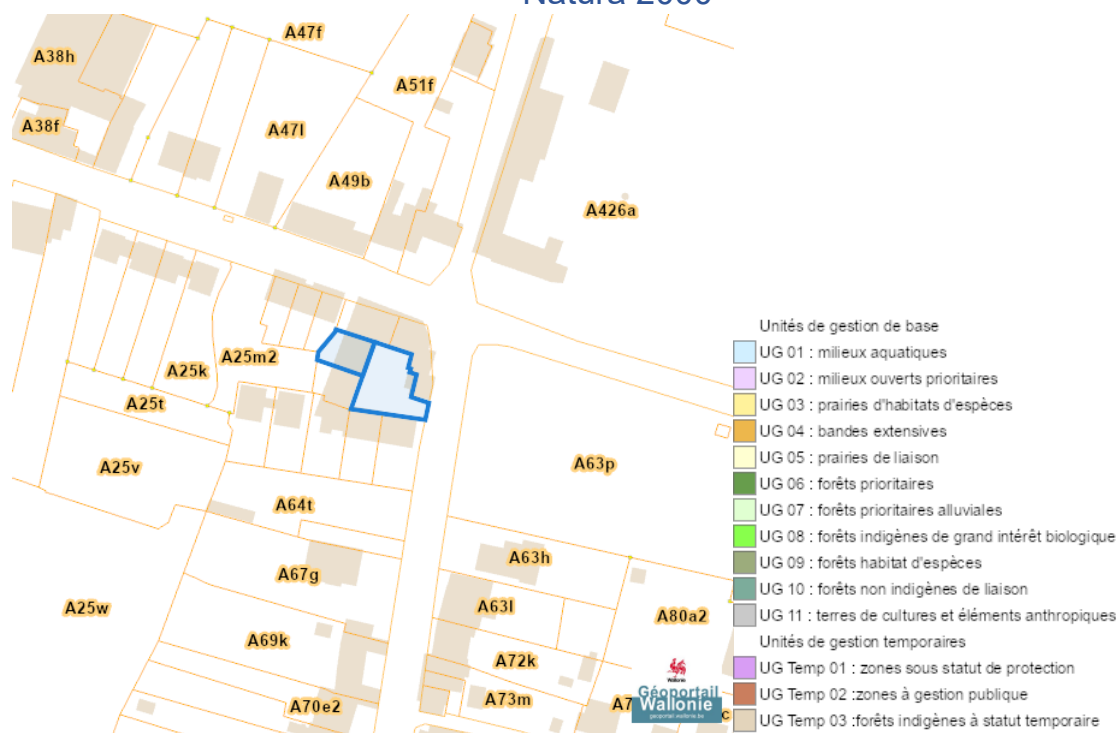 Natura 2000
A47f
A38h
A51f
A38f
A47l
A49b
A426a
A25m2
A25k
A25t
A25v
A63p
A64t
A63h
A67g
A63l
A25w
A80a2
A69k
A72k
A73m
A70e2
Wallonie
Géoportail
Wallonie
geoportail.wallonie.be
Unités de gestion de base
UG 01 : milieux aquatiques
UG 02 : milieux ouverts prioritaires
UG 03 : prairies d'habitats d'espèces
UG 04 : bandes extensives
UG 05 : prairies de liaison
UG 06 : forêts prioritaires
UG 07 : forêts prioritaires alluviales
UG 08 : forêts indigènes de grand intérêt biologique
UG 09 : forêts habitat d'espèces
UG 10 : forêts non indigènes de liaison
UG 11 : terres de cultures et éléments anthropiques
Unités de gestion temporaires
UG Temp 01 : zones sous statut de protection
UG Temp 02 :zones à gestion publique
UG Temp 03 :forêts indigènes à statut temporaire